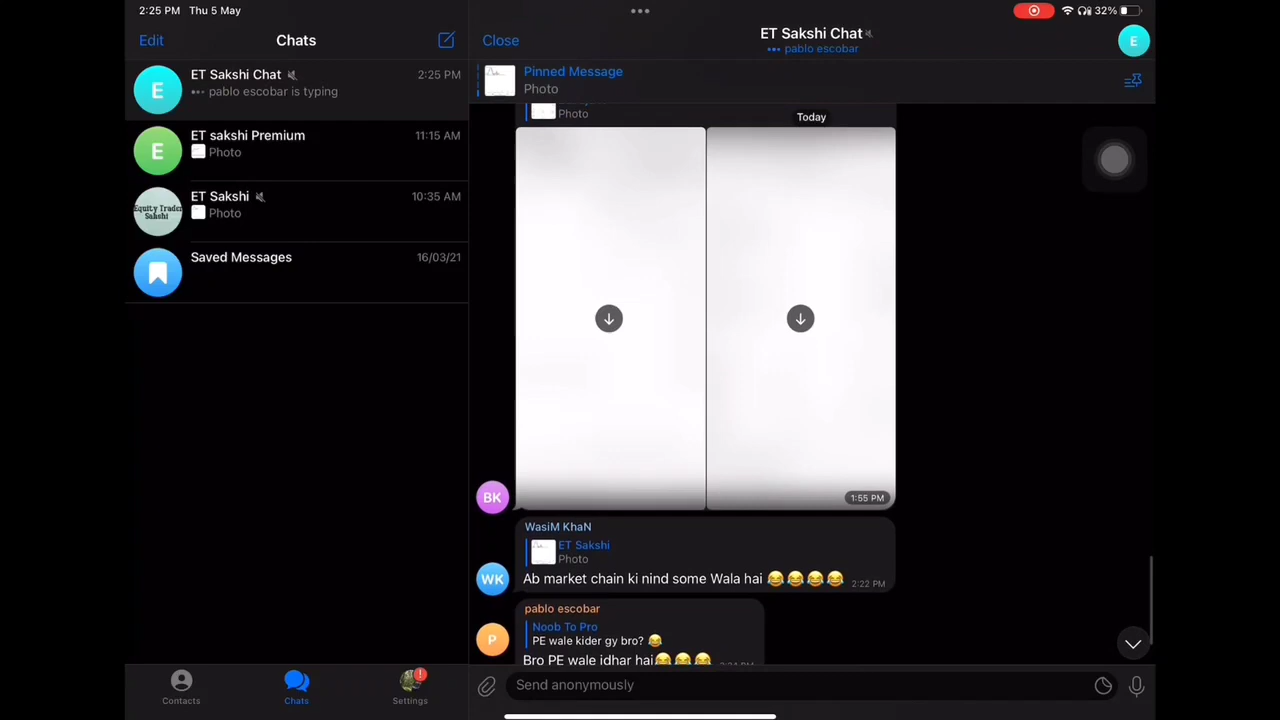 2:25 PM Thu 5 May
32%
Edit
Chats
ET Sakshi Chat
2:25 PM
pablo escobar is typing
ET sakshi Premium
11:15 AM
Photo
Equity Trader
Sakshi
ET Sakshi
10:35 AM
Photo
Saved Messages
16/03/21
Contacts
Chats
Settings
Close
ET Sakshi Chat
pablo escobar
E
Pinned Message
Photo
Photo
Today
1:55 PM
BK
WasiM KhaN
ET Sakshi
Photo
WK
Ab market chain ki nind some Wala hai 😂😂😂😂
2:22 PM
pablo escobar
Noob To Pro
P
PE wale kider gy bro? 😂
Bro PE wale idhar hai😂😂😂
Send anonymously